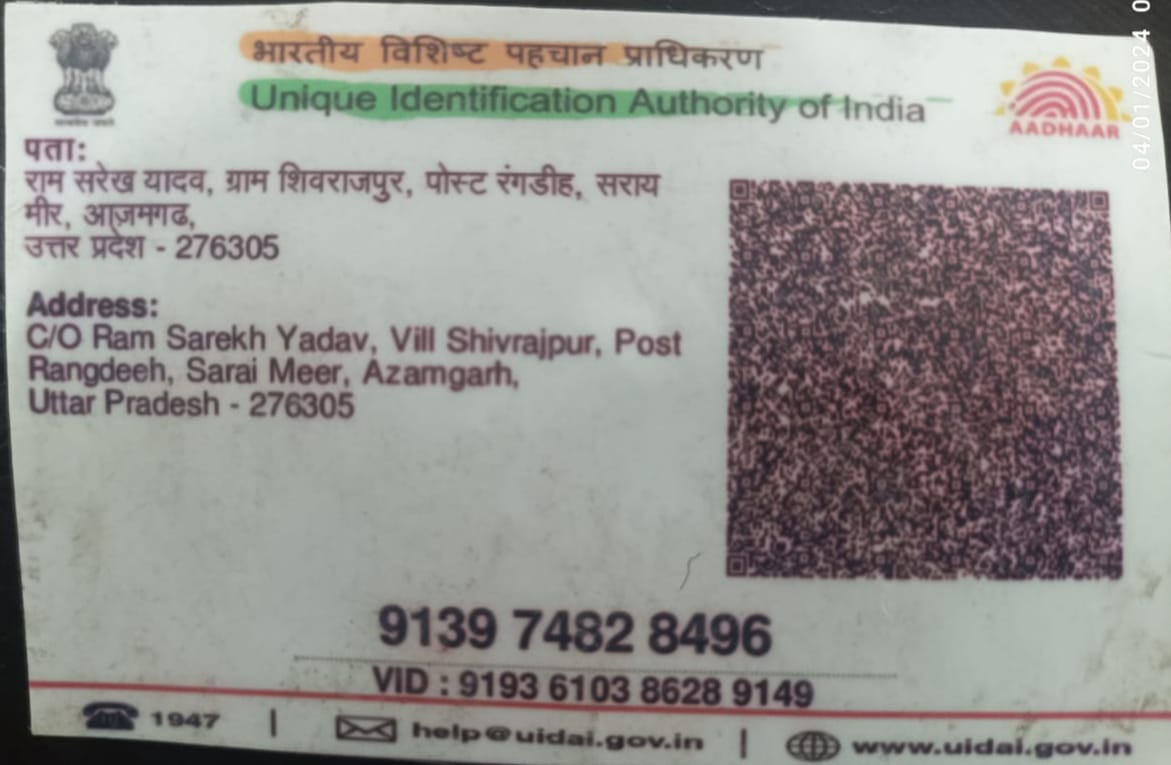 भारतीय विशिष्ट पहचान प्राधिकरण
Unique Identification Authority of India
AADHAAR
04/01/2024 0
पता:
राम सरेख यादव, ग्राम शिवराजपुर, पोस्ट रंगडीह, सराय
मीर, आज़मगढ,
उत्तर प्रदेश - 276305
Address:
C/O Ram Sarekh Yadav, Vill Shivrajpur, Post
Rangdeeh, Sarai Meer, Azamgarh,
Uttar Pradesh - 276305
9139 7482 8496
VID : 9193 6103 8628 9149
1947 | help@uidai.gov.in | www.uidai.gov.in